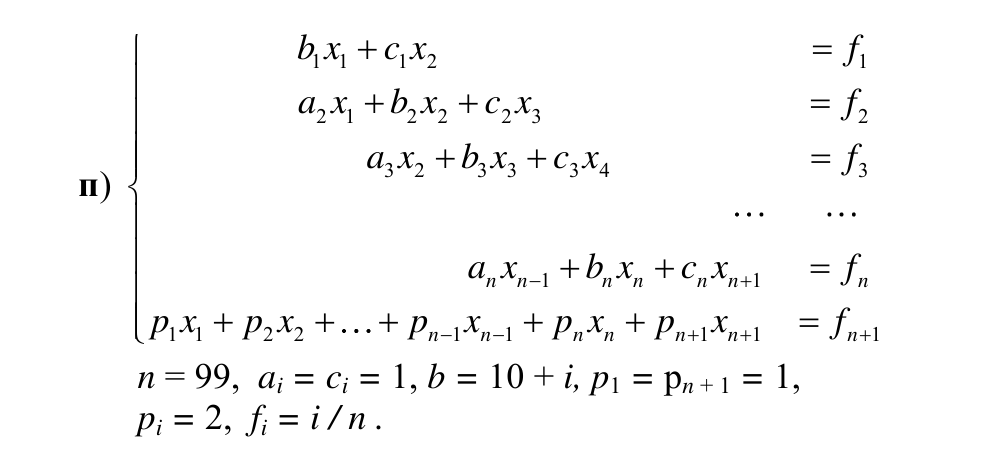 b₁x₁ + c₁x₂ = f₁
a₂x₁ + b₂x₂ + c₂x₃ = f₂
a₃x₂ + b₃x₃ + c₃x₄ = f₃
п)
… …
aₙxₙ₋₁ + bₙxₙ + cₙxₙ₊₁ = fₙ
p₁x₁ + p₂x₂ + … + pₙ₋₁xₙ₋₁ + pₙxₙ + pₙ₊₁xₙ₊₁ = fₙ₊₁
n = 99, aᵢ = cᵢ = 1, b = 10 + i, p₁ = pₙ ₊ ₁ = 1,
pᵢ = 2, fᵢ = i / n .